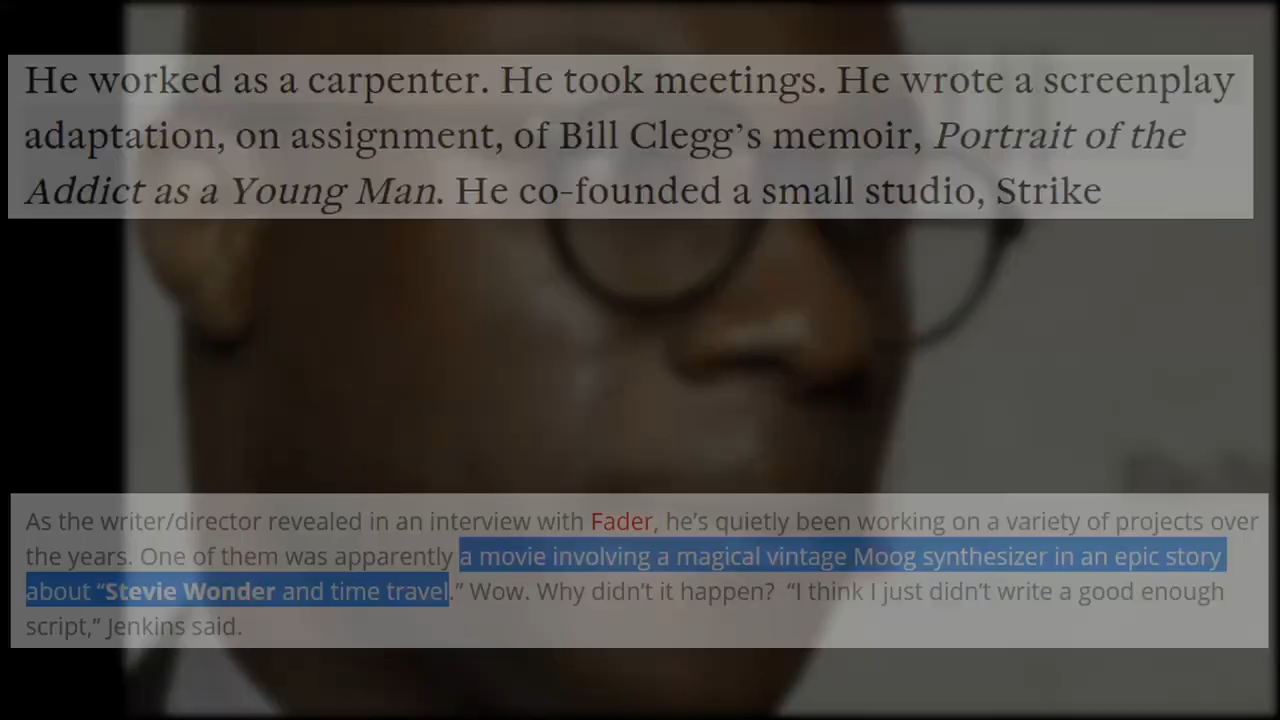 He worked as a carpenter. He took meetings. He wrote a screenplay
adaptation, on assignment, of Bill Clegg’s memoir, Portrait of the
Addict as a Young Man. He co-founded a small studio, Strike
As the writer/director revealed in an interview with Fader, he’s quietly been working on a variety of projects over
the years. One of them was apparently a movie involving a magical vintage Moog synthesizer in an epic story
about “Stevie Wonder and time travel.” Wow. Why didn’t it happen? “I think I just didn’t write a good enough
script,” Jenkins said.